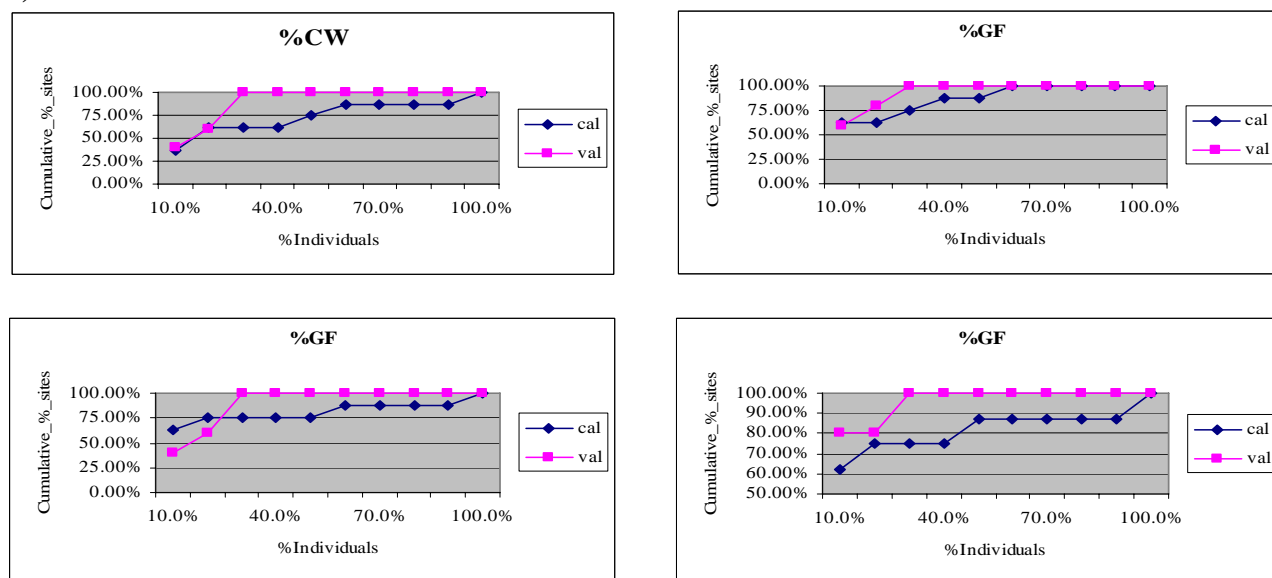 )
%CW
Cumulative_%_sites
100.00%
75.00%
50.00%
25.00%
0.00%
10.0% 40.0% 70.0% 100.0%
%Individuals
cal
val
%GF
Cumulative_%_sites
100.00%
75.00%
50.00%
25.00%
0.00%
10.0% 40.0% 70.0% 100.0%
%Individuals
cal
val
%GF
Cumulative_%_sites
100.00%
75.00%
50.00%
25.00%
0.00%
10.0% 40.0% 70.0% 100.0%
%Individuals
cal
val
%GF
Cumulative_%_sites
100.00%
90.00%
80.00%
70.00%
60.00%
50.00%
10.0% 40.0% 70.0% 100.0%
%Individuals
cal
val